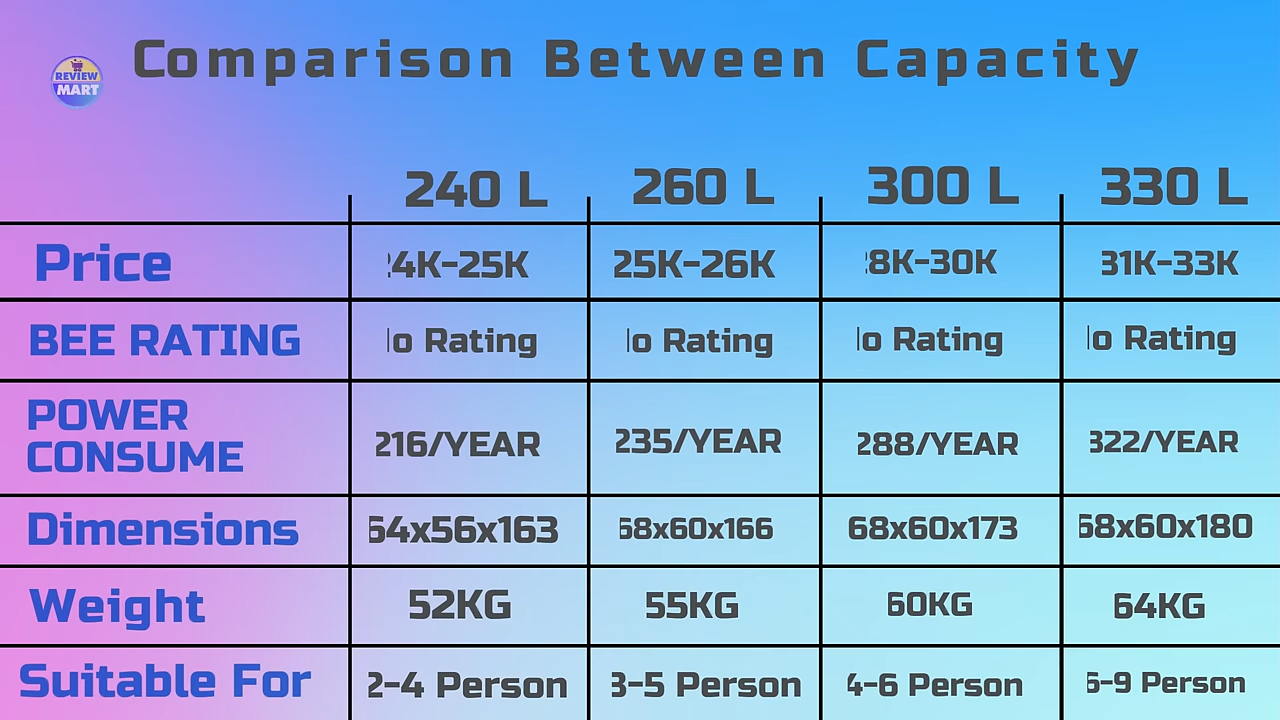 Comparison Between Capacity
REVIEW
MART
240 L 260 L 300 L 330 L
Price 4K-25K 25K-26K 8K-30K 31K-33K
BEE RATING o Rating o Rating o Rating o Rating
POWER
CONSUME 216/YEAR 235/YEAR 288/YEAR 322/YEAR
Dimensions 64x56x163 68x60x166 68x60x173 68x60x180
Weight 52KG 55KG 60KG 64KG
Suitable For 2-4 Person 3-5 Person 4-6 Person -9 Person